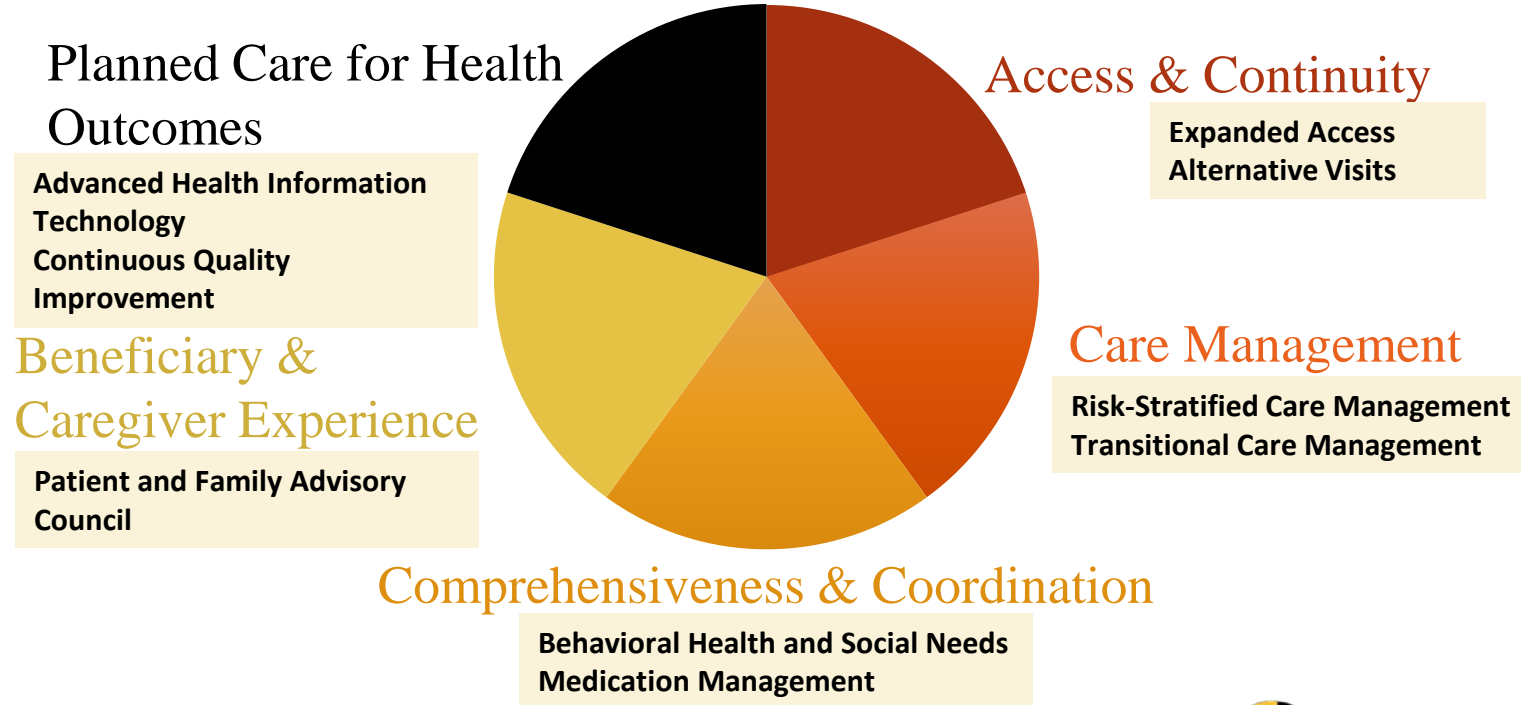 Planned Care for Health
Outcomes
Advanced Health Information
Technology
Continuous Quality
Improvement
Access & Continuity
Expanded Access
Alternative Visits
Beneficiary &
Caregiver Experience
Patient and Family Advisory
Council
Care Management
Risk-Stratified Care Management
Transitional Care Management
Comprehensiveness & Coordination
Behavioral Health and Social Needs
Medication Management